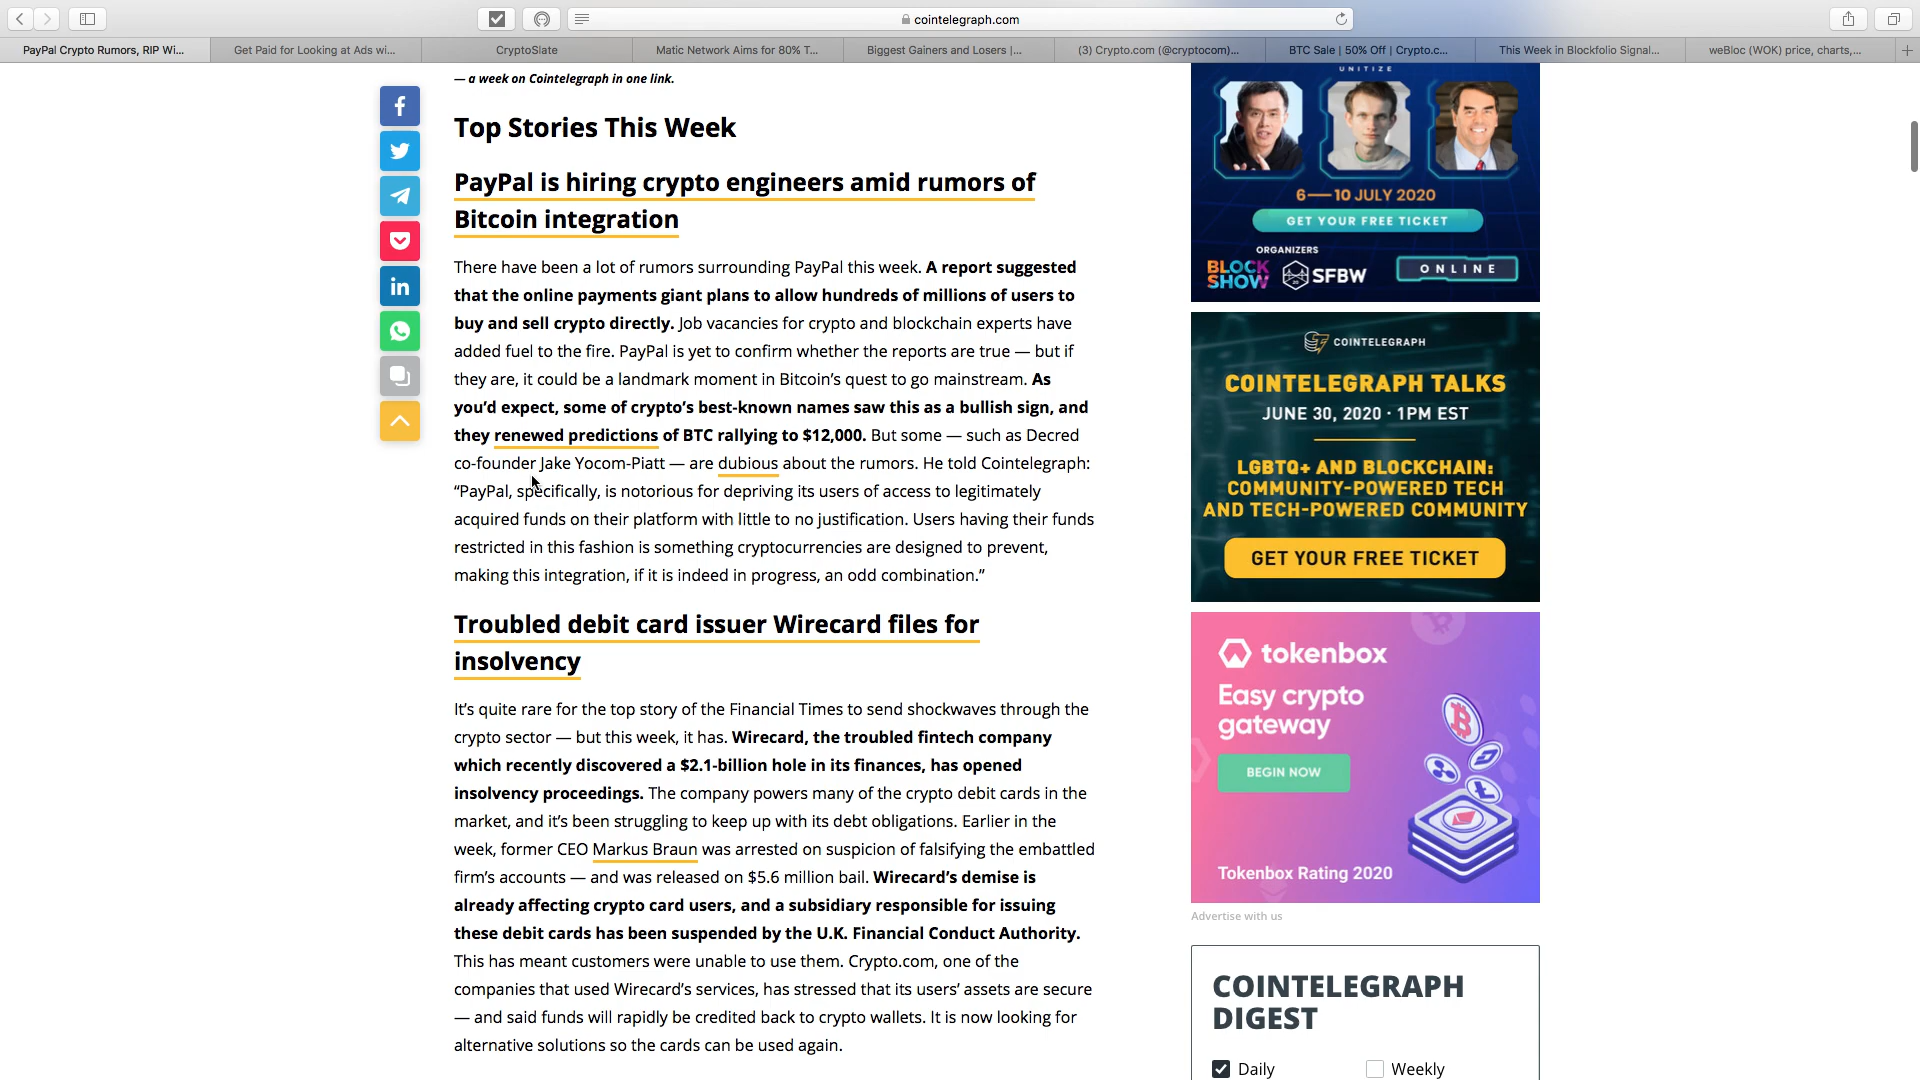 cointelegraph.com
PayPal Crypto Rumors, RIP Wi...
Get Paid for Looking at Ads wi...
CryptoSlate
Matic Network Aims for 80% T...
Biggest Gainers and Losers |...
(3) Crypto.com (@cryptocom)...
BTC Sale | 50% Off | Crypto.c...
This Week in Blockfolio Signal...
weBloc (WOK) price, charts,...
— a week on Cointelegraph in one link.
Top Stories This Week
PayPal is hiring crypto engineers amid rumors of
Bitcoin integration
There have been a lot of rumors surrounding PayPal this week. A report suggested
that the online payments giant plans to allow hundreds of millions of users to
buy and sell crypto directly. Job vacancies for crypto and blockchain experts have
added fuel to the fire. PayPal is yet to confirm whether the reports are true — but if
they are, it could be a landmark moment in Bitcoin’s quest to go mainstream. As
you’d expect, some of crypto’s best-known names saw this as a bullish sign, and
they renewed predictions of BTC rallying to $12,000. But some — such as Decred
co-founder Jake Yocom-Piatt — are dubious about the rumors. He told Cointelegraph:
“PayPal, specifically, is notorious for depriving its users of access to legitimately
acquired funds on their platform with little to no justification. Users having their funds
restricted in this fashion is something cryptocurrencies are designed to prevent,
making this integration, if it is indeed in progress, an odd combination.”
Troubled debit card issuer Wirecard files for
insolvency
It’s quite rare for the top story of the Financial Times to send shockwaves through the
crypto sector — but this week, it has. Wirecard, the troubled fintech company
which recently discovered a $2.1-billion hole in its finances, has opened
insolvency proceedings. The company powers many of the crypto debit cards in the
market, and it’s been struggling to keep up with its debt obligations. Earlier in the
week, former CEO Markus Braun was arrested on suspicion of falsifying the embattled
firm’s accounts — and was released on $5.6 million bail. Wirecard’s demise is
already affecting crypto card users, and a subsidiary responsible for issuing
these debit cards has been suspended by the U.K. Financial Conduct Authority.
This has meant customers were unable to use them. Crypto.com, one of the
companies that used Wirecard’s services, has stressed that its users’ assets are secure
— and said funds will rapidly be credited back to crypto wallets. It is now looking for
alternative solutions so the cards can be used again.
UNITIZE
6—10 JULY 2020
GET YOUR FREE TICKET
ORGANIZERS
BLOCK
SHOW
SFBW
ONLINE
COINTELEGRAPH
COINTELEGRAPH TALKS
JUNE 30, 2020 · 1PM EST
LGBTQ+ AND BLOCKCHAIN:
COMMUNITY-POWERED TECH
AND TECH-POWERED COMMUNITY
GET YOUR FREE TICKET
tokenbox
Easy crypto
gateway
BEGIN NOW
Tokenbox Rating 2020
Advertise with us
COINTELEGRAPH
DIGEST
Daily
Weekly